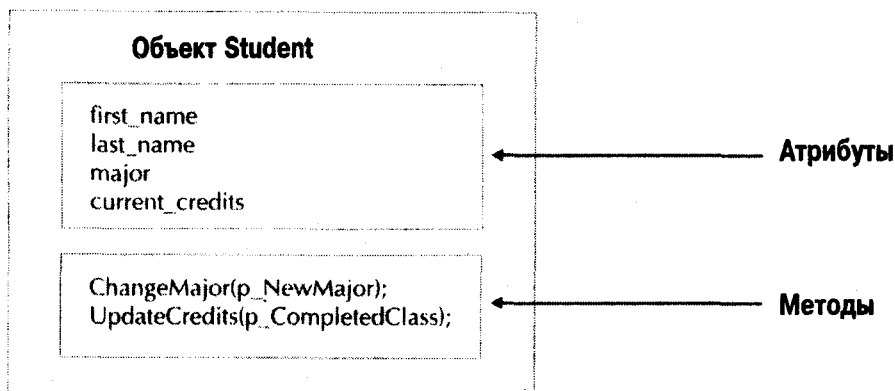 Объект Student
first_name
last_name
major
current_credits
Атрибуты
ChangeMajor(p_NewMajor);
UpdateCredits(p_CompletedClass);
Методы